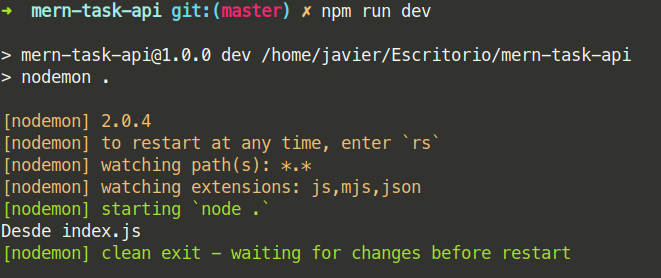 ➜ mern-task-api git:(master) ✗ npm run dev
> mern-task-api@1.0.0 dev /home/javier/Escritorio/mern-task-api
> nodemon .
[nodemon] 2.0.4
[nodemon] to restart at any time, enter `rs`
[nodemon] watching path(s): *.*
[nodemon] watching extensions: js,mjs,json
[nodemon] starting `node .`
Desde index.js
[nodemon] clean exit - waiting for changes before restart